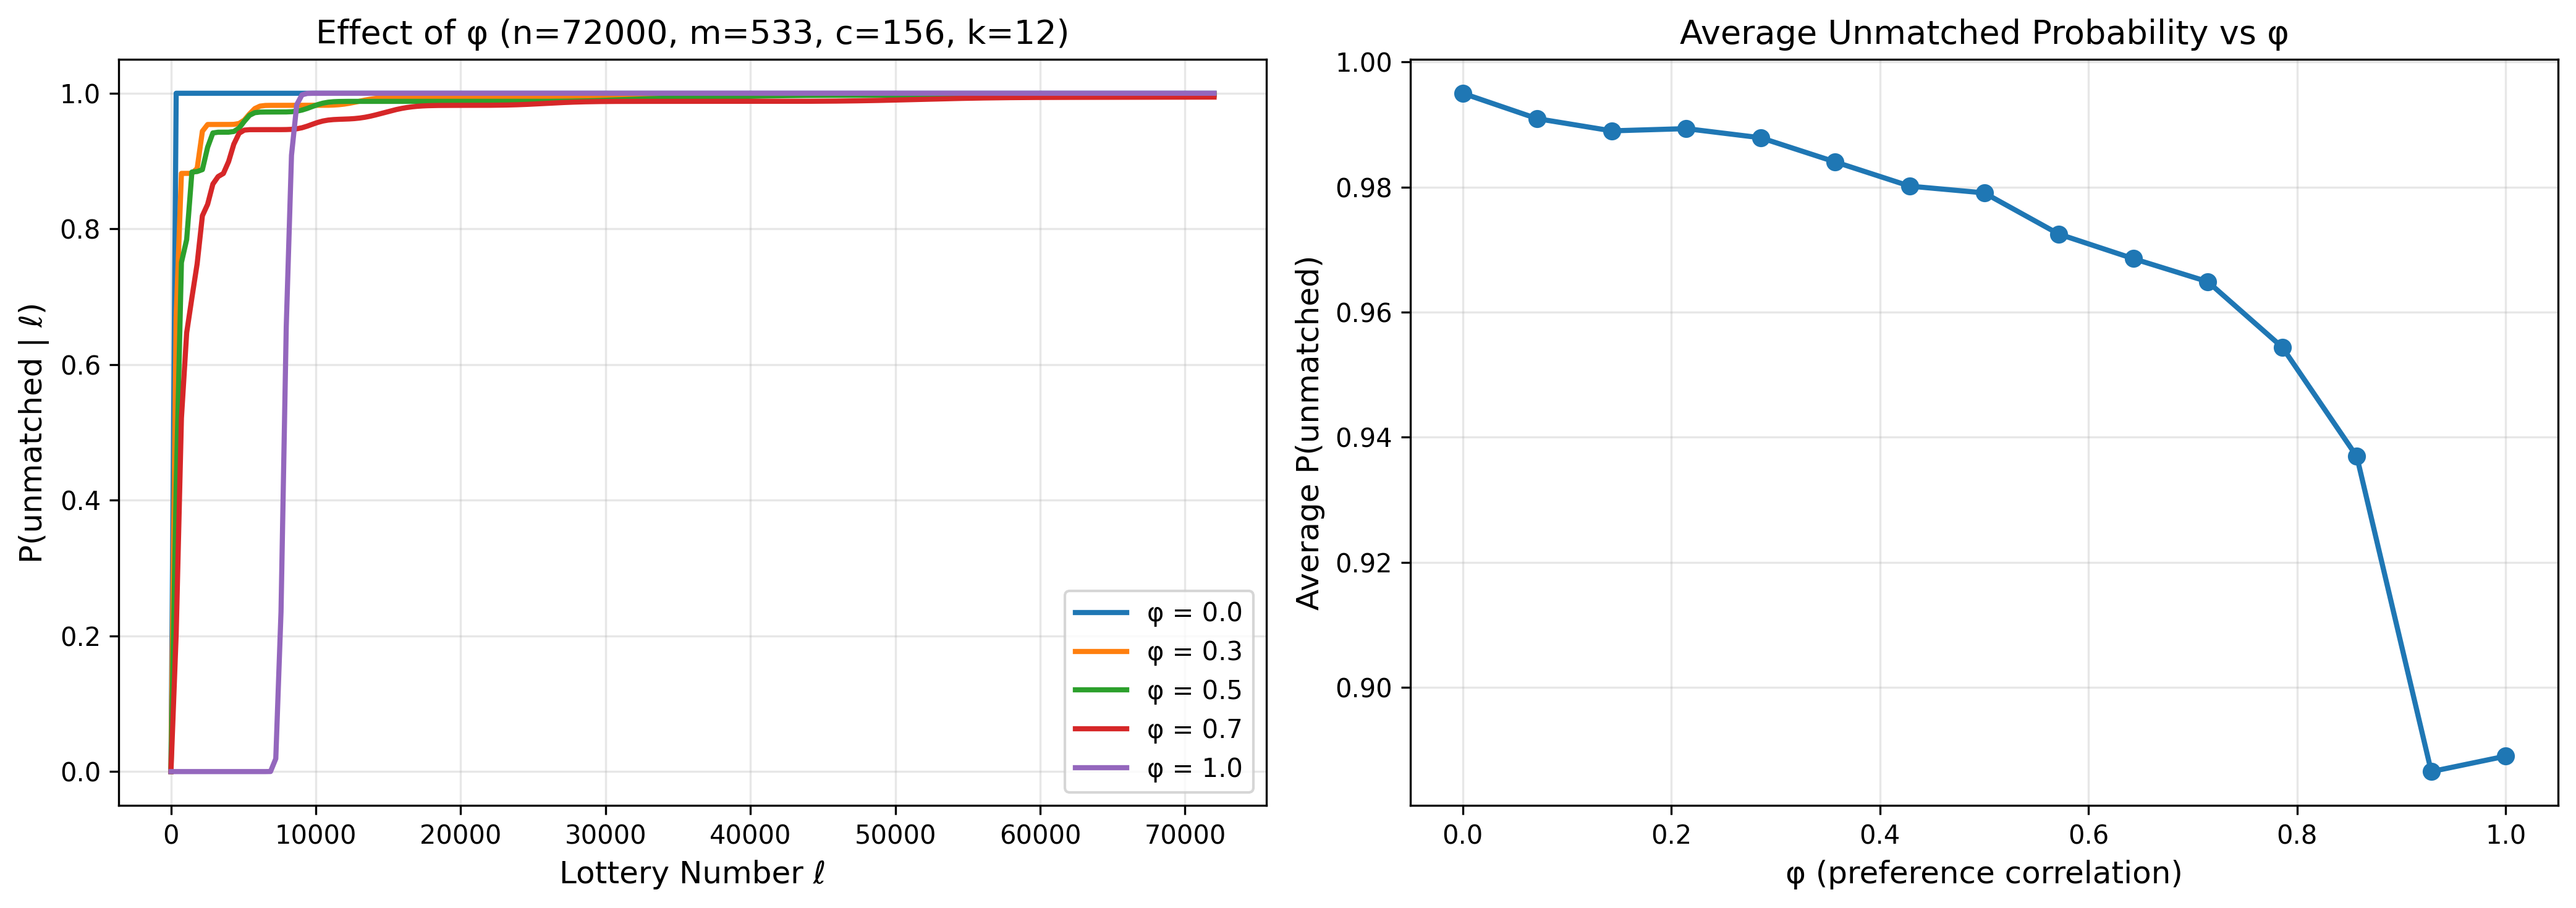 Effect of φ (n=72000, m=533, c=156, k=12)
P(unmatched | ℓ)
1.0
0.8
0.6
0.4
0.2
0.0
0
10000
20000
30000
40000
50000
60000
70000
Lottery Number ℓ
φ = 0.0
φ = 0.3
φ = 0.5
φ = 0.7
φ = 1.0
Average Unmatched Probability vs φ
Average P(unmatched)
1.00
0.98
0.96
0.94
0.92
0.90
0.0
0.2
0.4
0.6
0.8
1.0
φ (preference correlation)